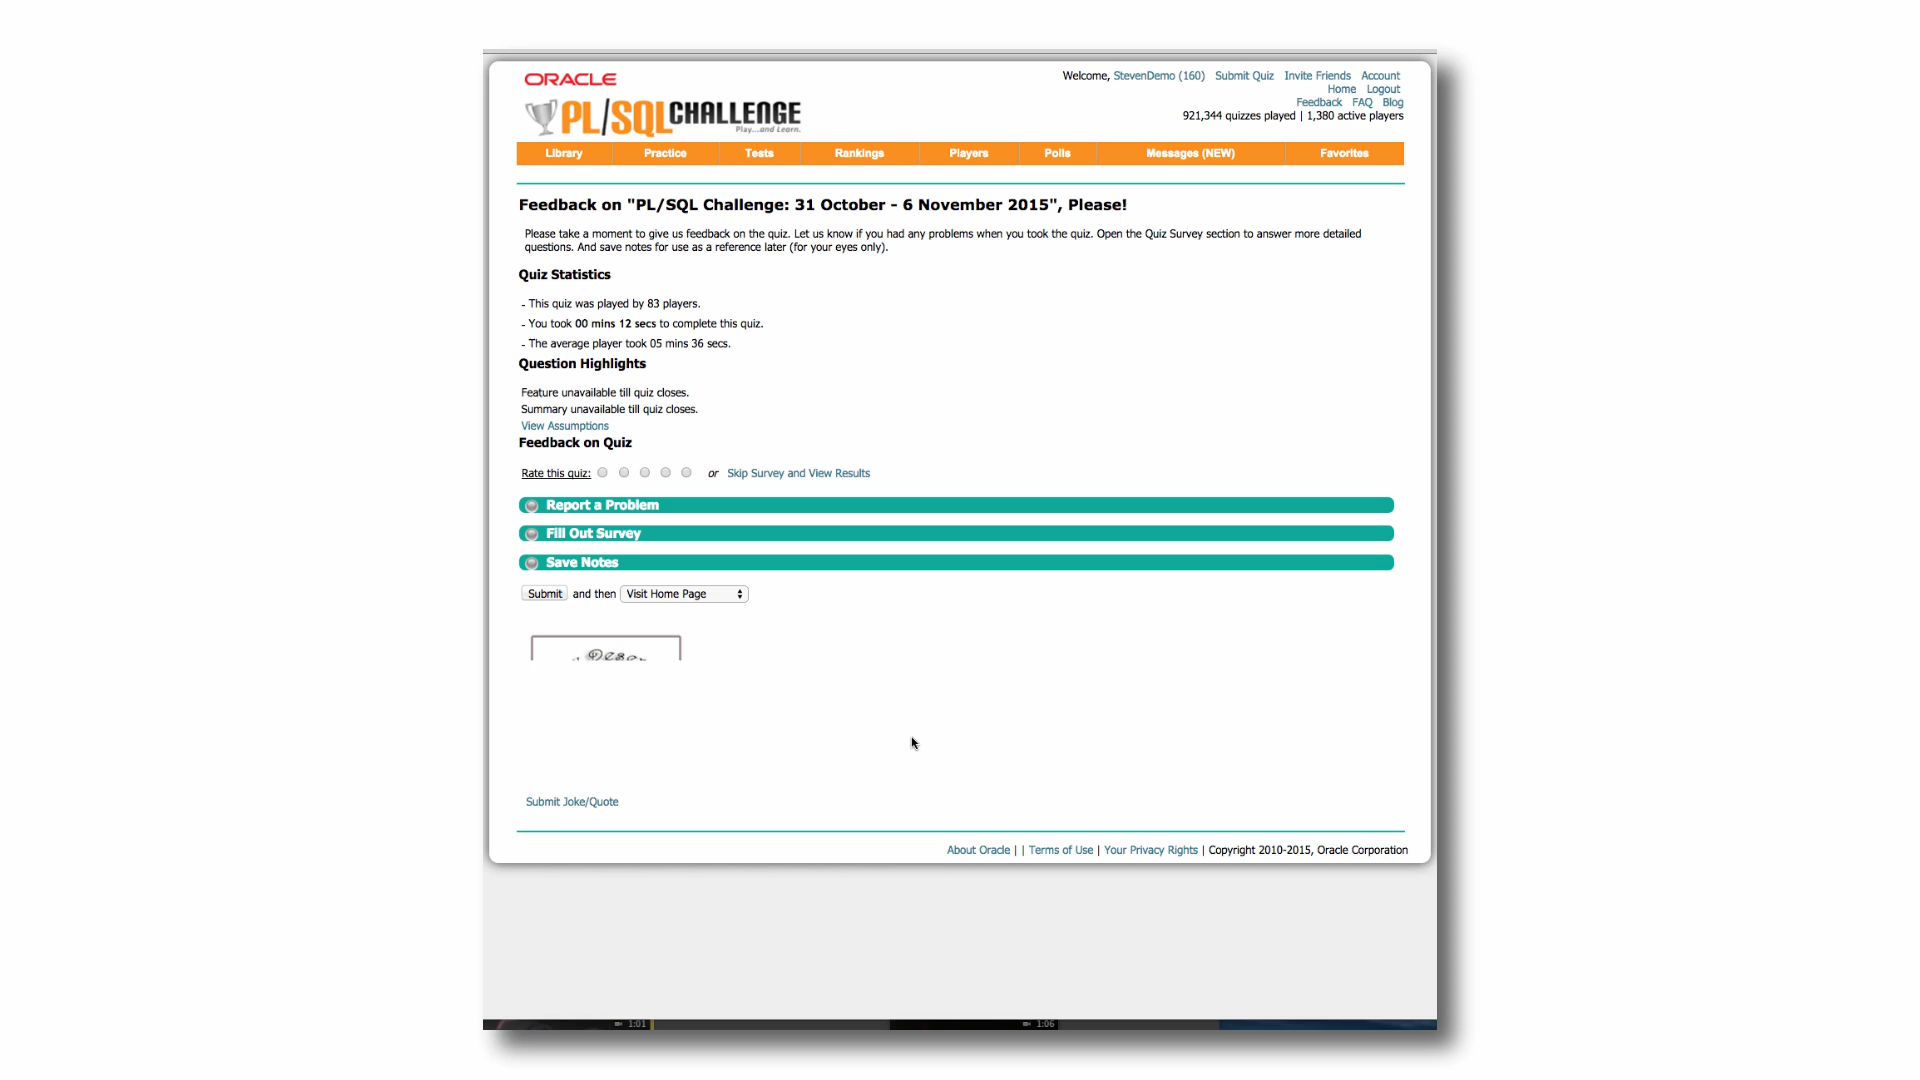 ORACLE
PL/SQL CHALLENGE
Play...and Learn.
Welcome, StevenDemo (160) Submit Quiz Invite Friends Account
Home Logout
Feedback FAQ Blog
921,344 quizzes played | 1,380 active players
Library Practice Tests Rankings Players Polls Messages (NEW) Favorites
Feedback on "PL/SQL Challenge: 31 October - 6 November 2015", Please!
Please take a moment to give us feedback on the quiz. Let us know if you had any problems when you took the quiz. Open the Quiz Survey section to answer more detailed
questions. And save notes for use as a reference later (for your eyes only).
Quiz Statistics
- This quiz was played by 83 players.
- You took 00 mins 12 secs to complete this quiz.
- The average player took 05 mins 36 secs.
Question Highlights
Feature unavailable till quiz closes.
Summary unavailable till quiz closes.
View Assumptions
Feedback on Quiz
Rate this quiz: or Skip Survey and View Results
Report a Problem
Fill Out Survey
Save Notes
Submit and then Visit Home Page
Submit Joke/Quote
About Oracle | | Terms of Use | Your Privacy Rights | Copyright 2010-2015, Oracle Corporation
1:01 1:06